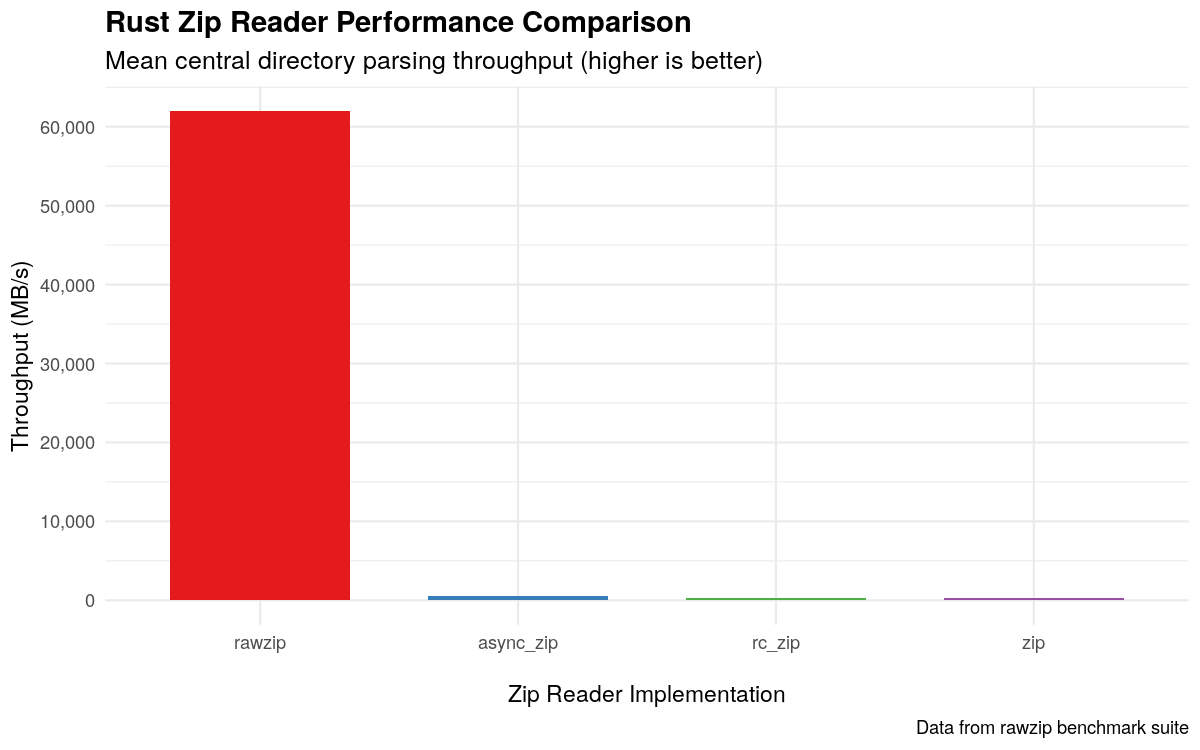 Rust Zip Reader Performance Comparison
Mean central directory parsing throughput (higher is better)
Throughput (MB/s)
60,000
50,000
40,000
30,000
20,000
10,000
0
rawzip
async_zip
rc_zip
zip
Zip Reader Implementation
Data from rawzip benchmark suite